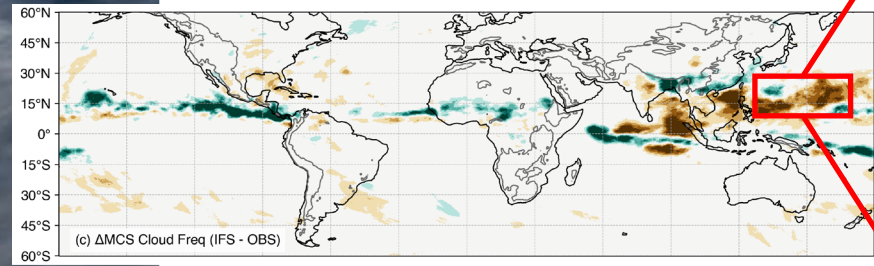 60°N
45°N
30°N
15°N
0°
15°S
30°S
45°S
60°S
(c) ΔMCS Cloud Freq (IFS - OBS)